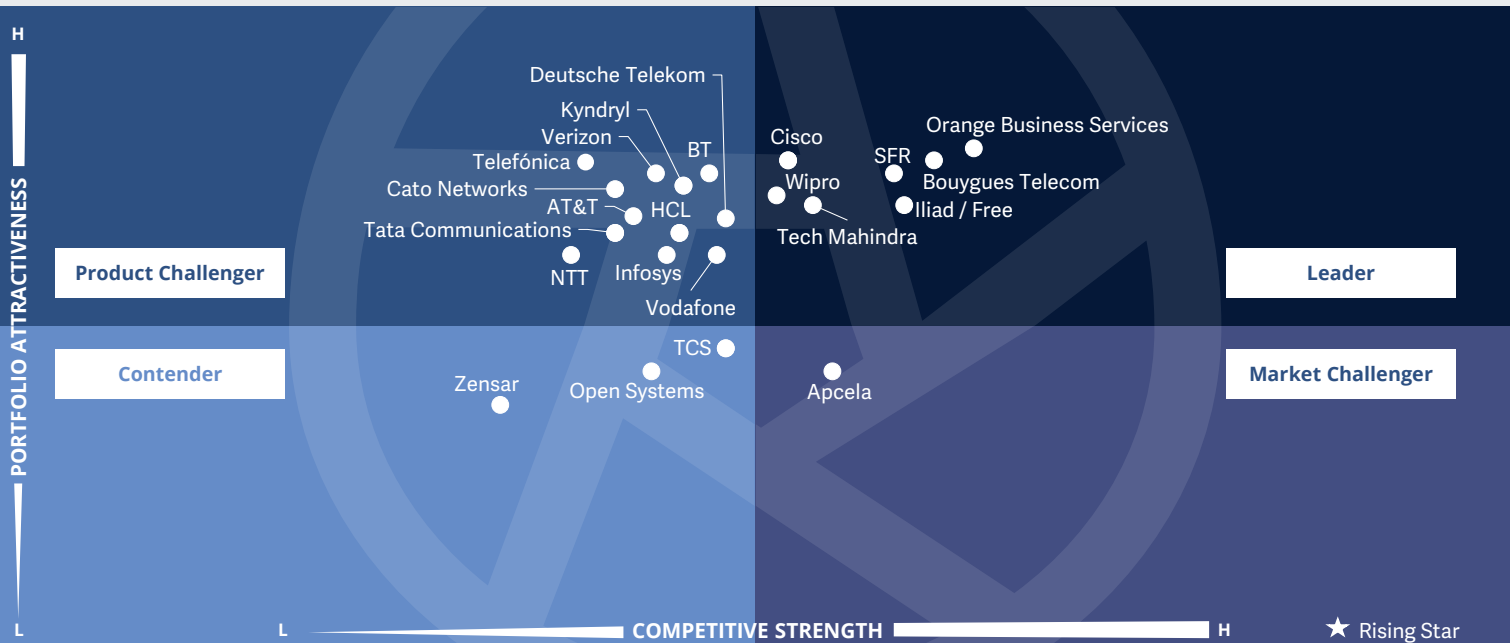 H
Deutsche Telekom
Kyndryl
Orange Business Services
Verizon
Cisco
BT
SFR
Telefónica
Wipro
Bouygues Telecom
Cato Networks
AT&T
HCL
Iliad / Free
Tata Communications
Tech Mahindra
Product Challenger
Infosys
Leader
NTT
Vodafone
PORTFOLIO ATTRACTIVENESS
TCS
Contender
Zensar
Open Systems
Apcela
Market Challenger
L
L
COMPETITIVE STRENGTH
H
Rising Star